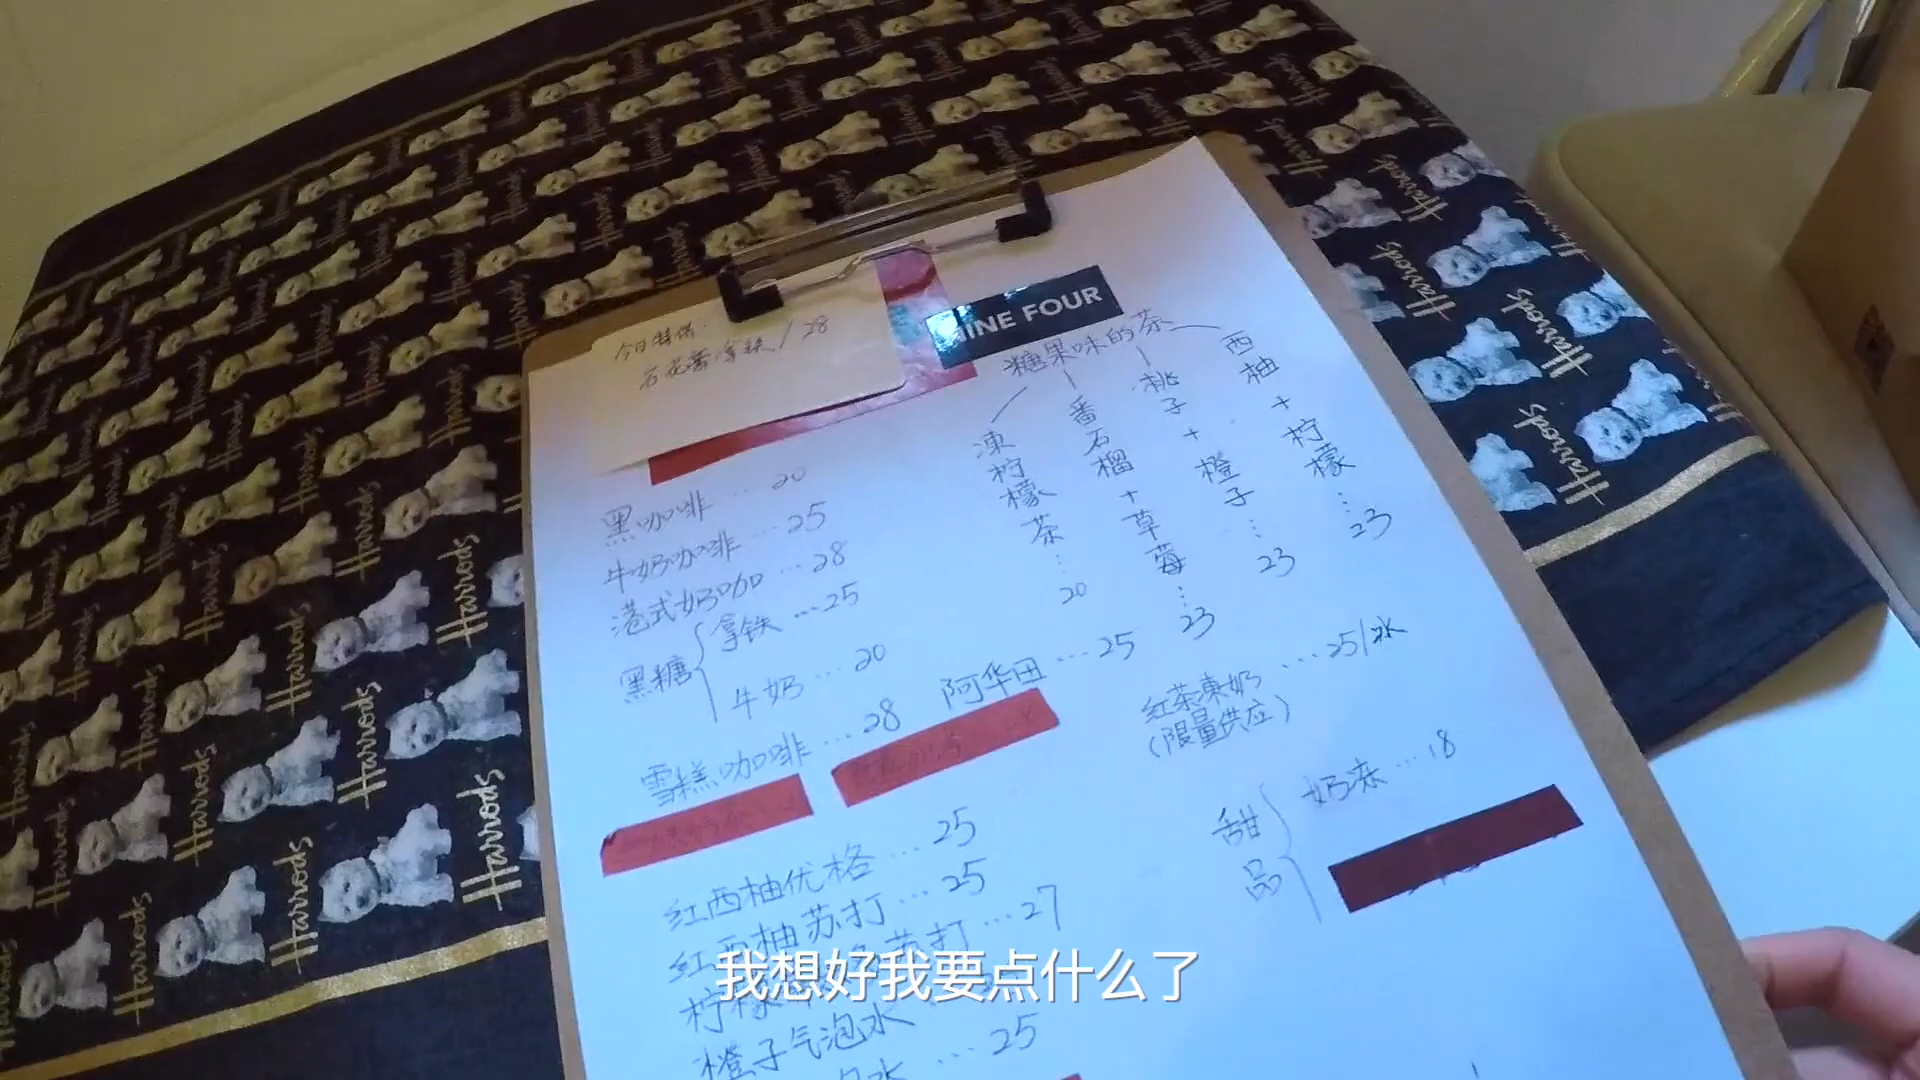 NINE FOUR
今日特供:
石花蕾拿铁/28
糖果味的茶
凍柠檬茶…20
番石榴+草莓…23
桃子+橙子…23
西柚+柠檬…23
黑咖啡…20
牛奶咖啡…25
港式奶咖…28
黑糖
拿铁…25
牛奶…20
雪糕咖啡…28
阿华田…25
红茶凍奶…25/冰
(限量供应)
甜品
奶冻…18
红西柚优格…25
红西柚苏打…25
苏打…27
橙子气泡水
…25
我想好我要点什么了
Harrods